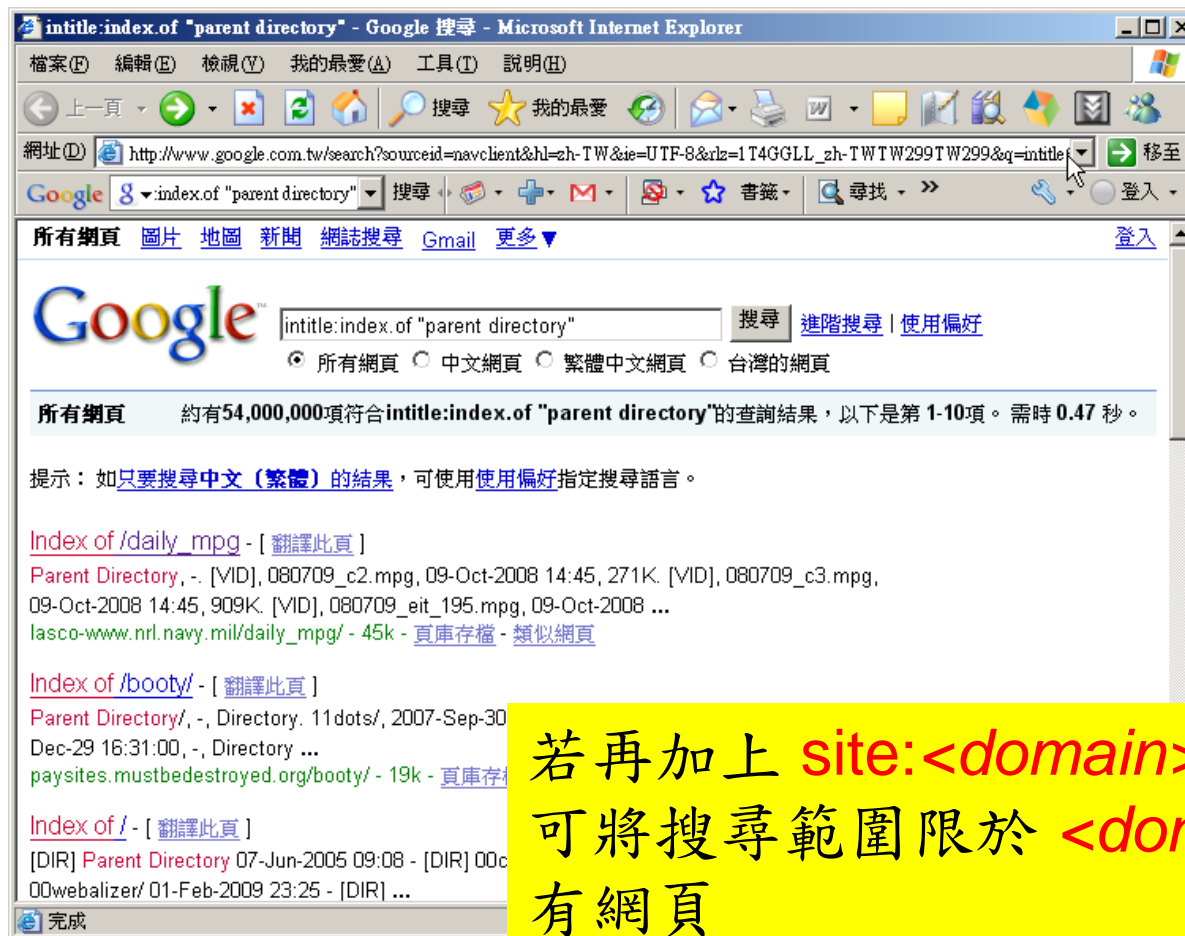 intitle:index.of "parent directory" - Google 搜尋 - Microsoft Internet Explorer
檔案(F) 編輯(E) 檢視(V) 我的最愛(A) 工具(T) 說明(H)
上一頁 搜尋 我的最愛
網址(D) http://www.google.com.tw/search?sourceid=navclient&hl=zh-TW&ie=UTF-8&rlz=1T4GGLL_zh-TWTW299TW299&q=intitle 移至
Google :index.of "parent directory" 搜尋 書籤 尋找 登入
所有網頁 圖片 地圖 新聞 網誌搜尋 Gmail 更多▼ 登入
Google™ intitle:index.of "parent directory" 搜尋 進階搜尋 | 使用偏好
所有網頁 中文網頁 繁體中文網頁 台灣的網頁
所有網頁 約有54,000,000項符合intitle:index.of "parent directory"的查詢結果，以下是第 1-10項。 需時 0.47 秒。
提示： 如只要搜尋中文（繁體）的結果，可使用使用偏好指定搜尋語言。
Index of /daily_mpg - [ 翻譯此頁 ]
Parent Directory, -. [VID], 080709_c2.mpg, 09-Oct-2008 14:45, 271K. [VID], 080709_c3.mpg,
09-Oct-2008 14:45, 909K. [VID], 080709_eit_195.mpg, 09-Oct-2008 ...
lasco-www.nrl.navy.mil/daily_mpg/ - 45k - 頁庫存檔 - 類似網頁
Index of /booty/ - [ 翻譯此頁 ]
Parent Directory/, -, Directory. 11dots/, 2007-Sep-30
Dec-29 16:31:00, -, Directory ...
paysites.mustbedestroyed.org/booty/ - 19k - 頁庫存
Index of / - [ 翻譯此頁 ]
[DIR] Parent Directory 07-Jun-2005 09:08 - [DIR] 00c
00webalizer/ 01-Feb-2009 23:25 - [DIR] ...
若再加上 site:<domain>
可將搜尋範圍限於 <do
有網頁
完成